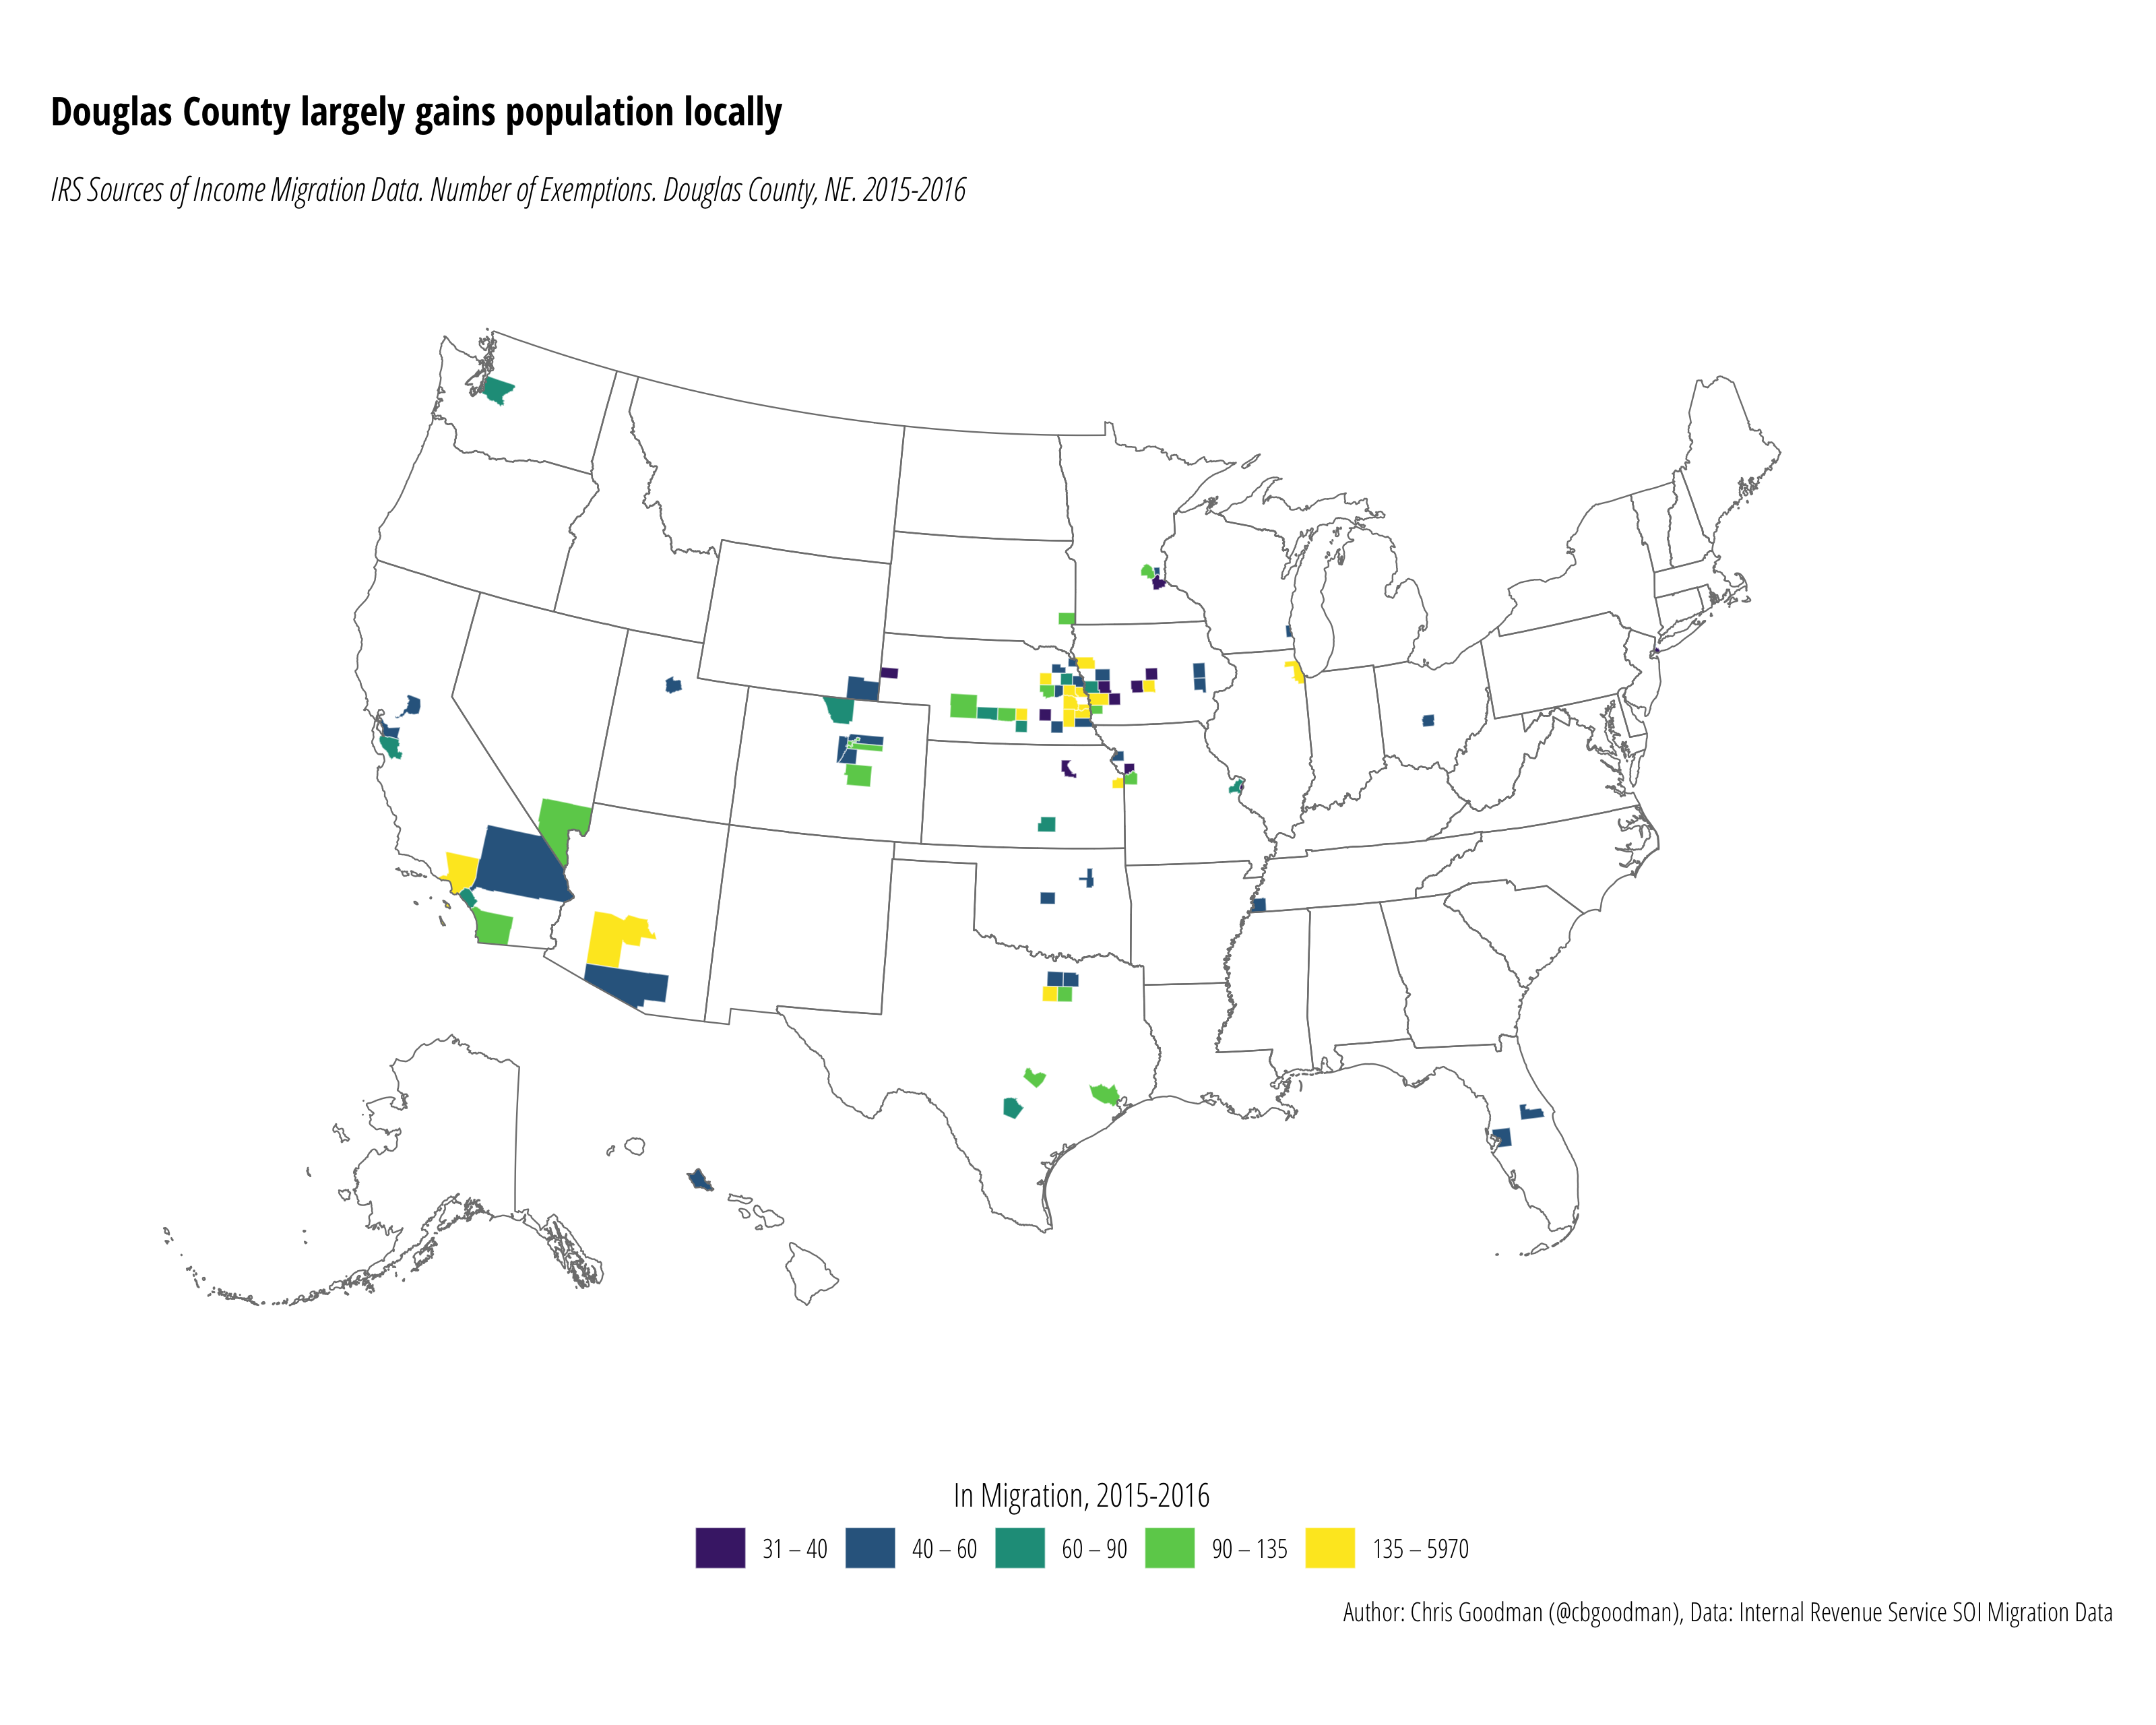 Douglas County largely gains population locally
IRS Sources of Income Migration Data. Number of Exemptions. Douglas County, NE. 2015-2016
In Migration, 2015-2016
31 – 40 40 – 60 60 – 90 90 – 135 135 – 5970
Author: Chris Goodman (@cbgoodman), Data: Internal Revenue Service SOI Migration Data